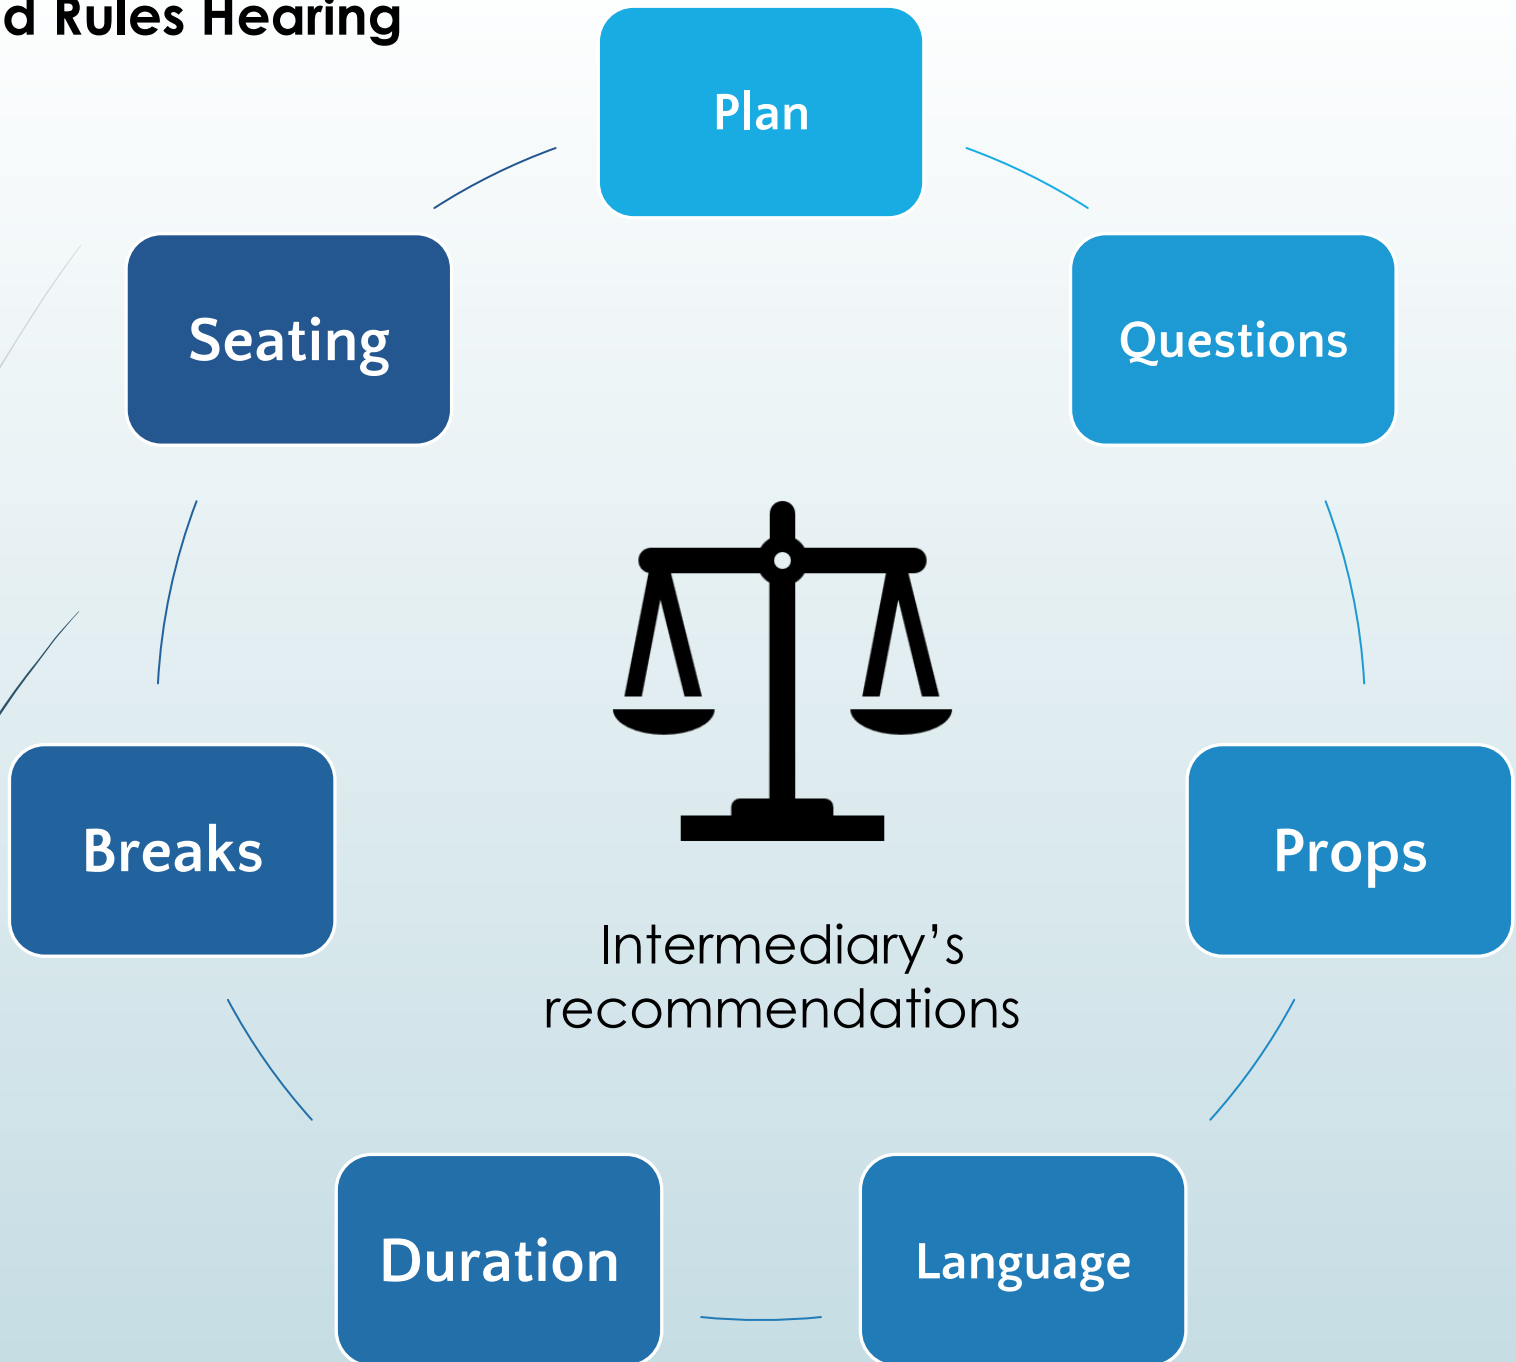 d Rules Hearing
Plan
Questions
Props
Language
Duration
Breaks
Seating
Intermediary’s
recommendations